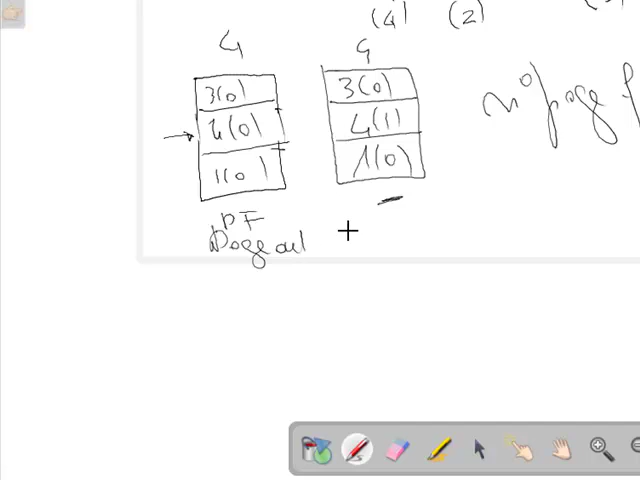 (4) (2)
4 4
3(0) 3(0)
4(0) 4(1)
1(0) 1(0)
n° page f
PF
Page out